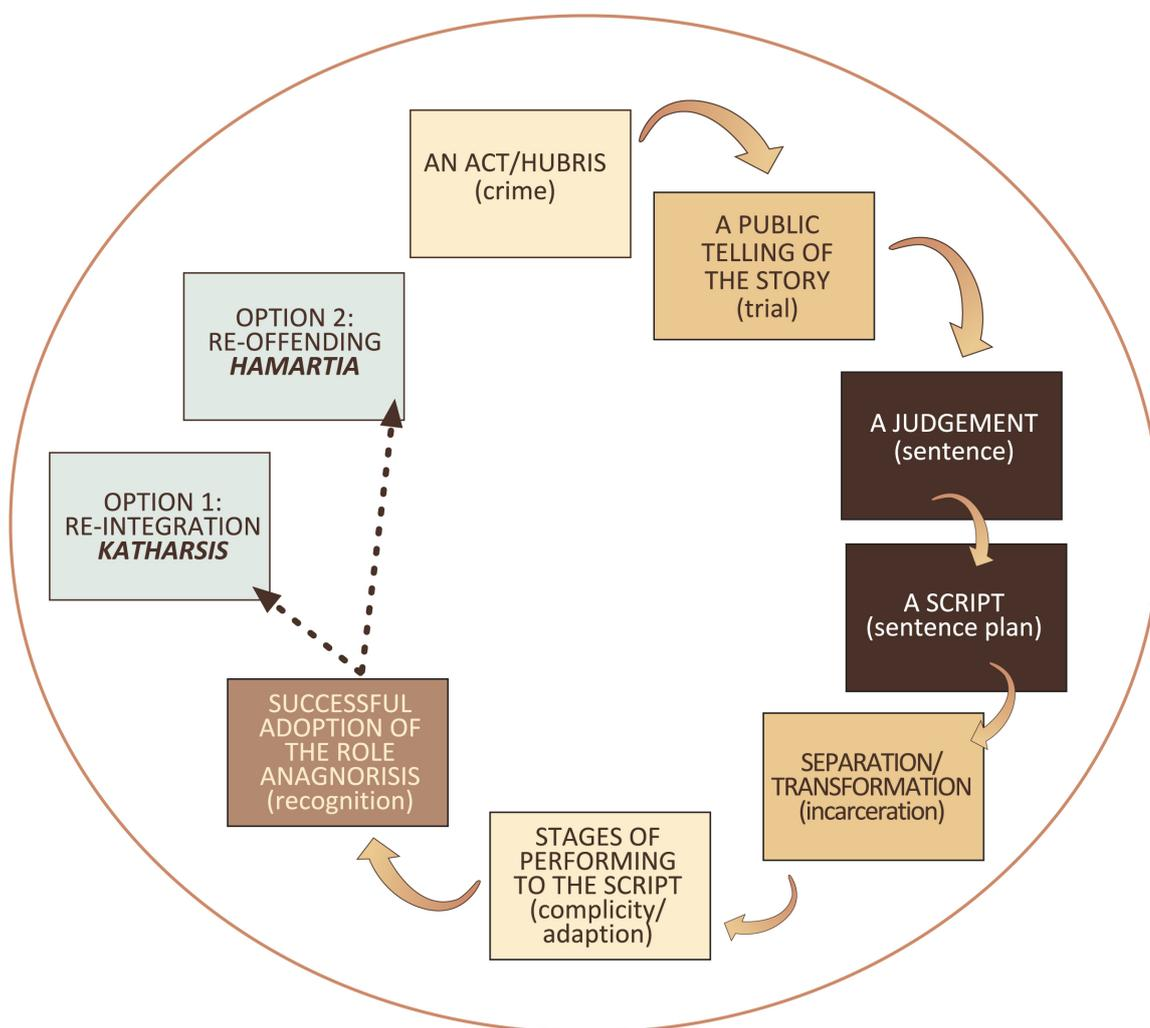 AN ACT/HUBRIS
(crime)
A PUBLIC
TELLING OF
THE STORY
(trial)
A JUDGEMENT
(sentence)
A SCRIPT
(sentence plan)
SEPARATION/
TRANSFORMATION
(incarceration)
STAGES OF
PERFORMING
TO THE SCRIPT
(complicity/
adaption)
SUCCESSFUL
ADOPTION OF
THE ROLE
ANAGNORISIS
(recognition)
OPTION 1:
RE-INTEGRATION
KATHARSIS
OPTION 2:
RE-OFFENDING
HAMARTIA